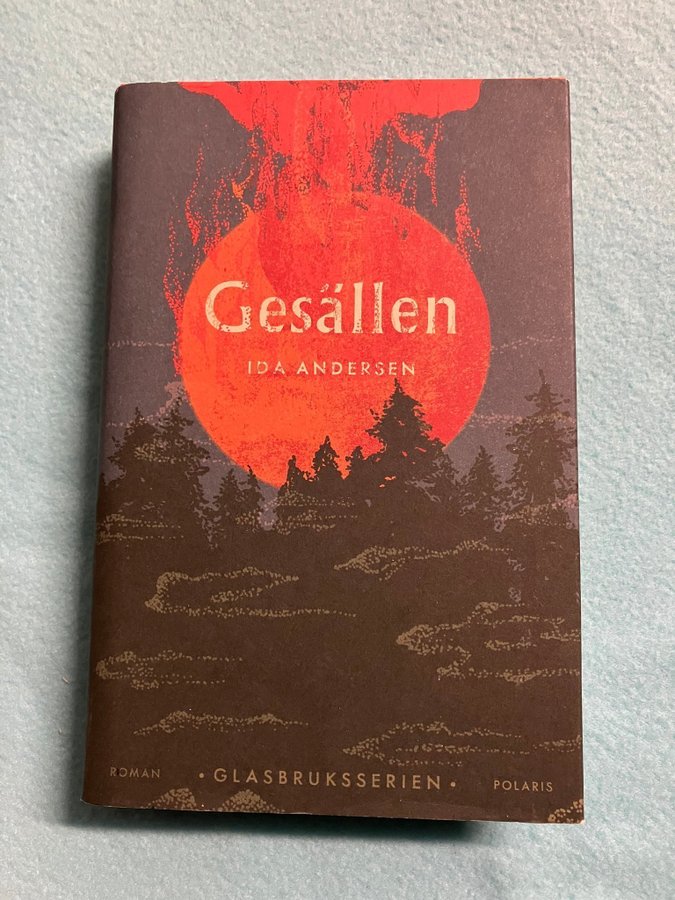 Gesällen
IDA ANDERSEN
ROMAN • GLASBRUKSSERIEN • POLARIS